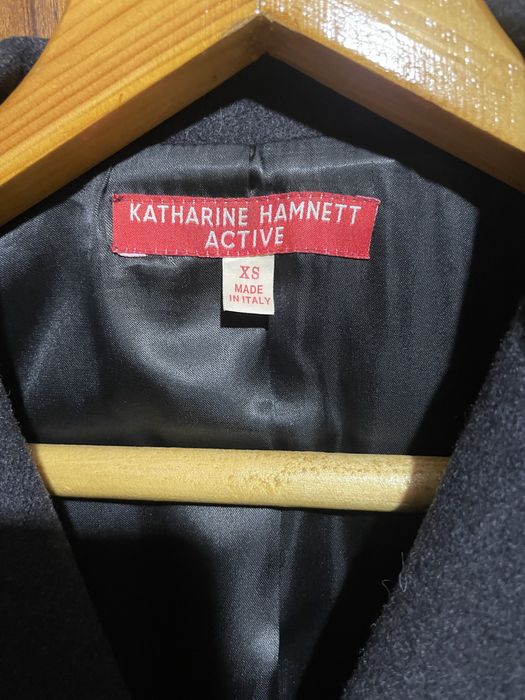 KATHARINE HAMNETT
ACTIVE
XS
MADE
IN ITALY